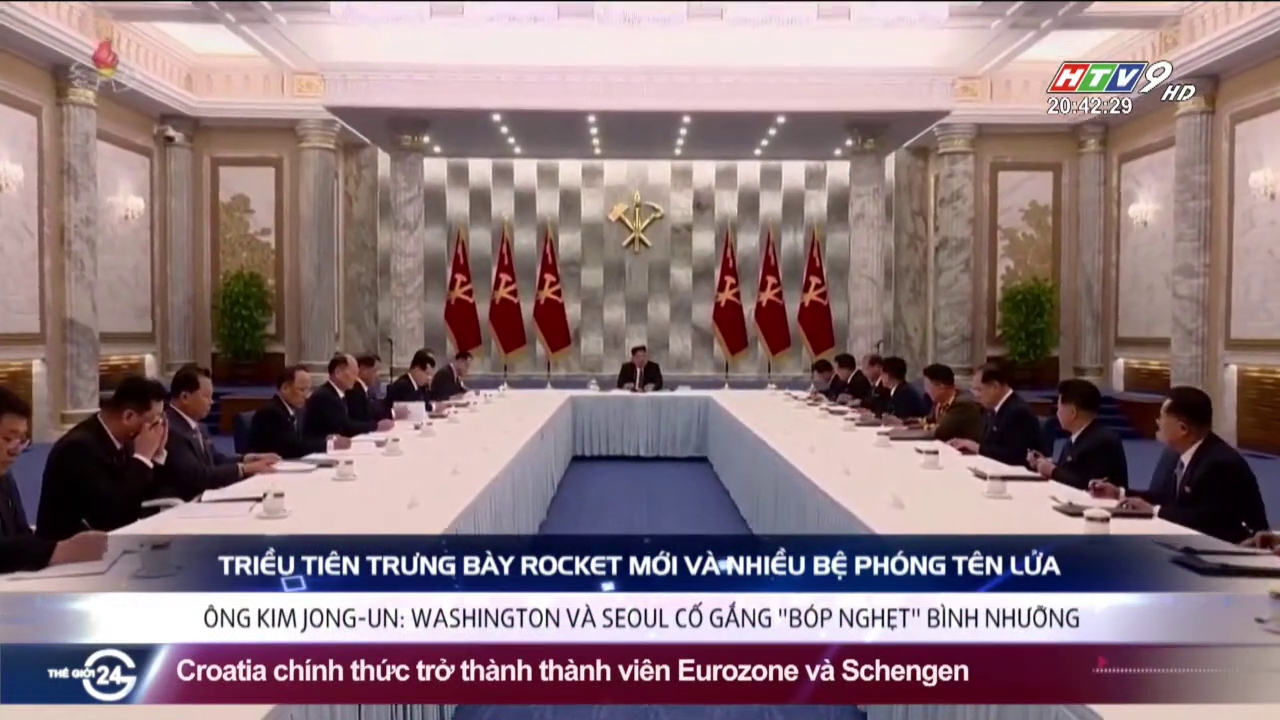 HTV9 HD
20:42:29
TRIỀU TIÊN TRƯNG BÀY ROCKET MỚI VÀ NHIỀU BỆ PHÓNG TÊN LỬA
ÔNG KIM JONG-UN: WASHINGTON VÀ SEOUL CỐ GẮNG "BÓP NGHẸT" BÌNH NHƯỠNG
THẾ GIỚI 24G
Croatia chính thức trở thành thành viên Eurozone và Schengen